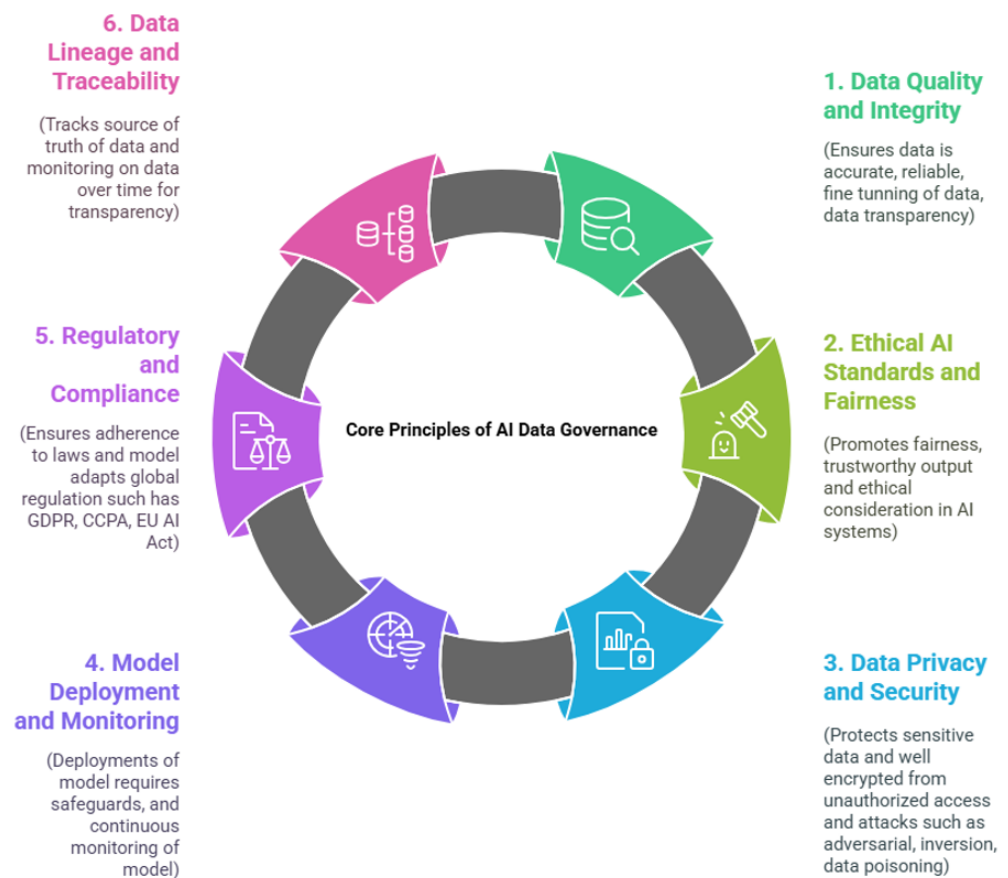 6. Data
Lineage and
Traceability
(Tracks source of
truth of data and
monitoring on data
over time for
transparency)
1. Data Quality
and Integrity
(Ensures data is
accurate, reliable,
fine tunning of data,
data transparency)
5. Regulatory
and
Compliance
(Ensures adherence
to laws and model
adapts global
regulation such has
GDPR, CCPA, EU AI
Act)
Core Principles of AI Data Governance
2. Ethical AI
Standards and
Fairness
(Promotes fairness,
trustworthy output
and ethical
consideration in AI
systems)
4. Model
Deployment
and Monitoring
(Deployments of
model requires
safeguards, and
continuous
monitoring of
model)
3. Data Privacy
and Security
(Protects sensitive
data and well
encrypted from
unauthorized access
and attacks such as
adversarial, inversion,
data poisoning)